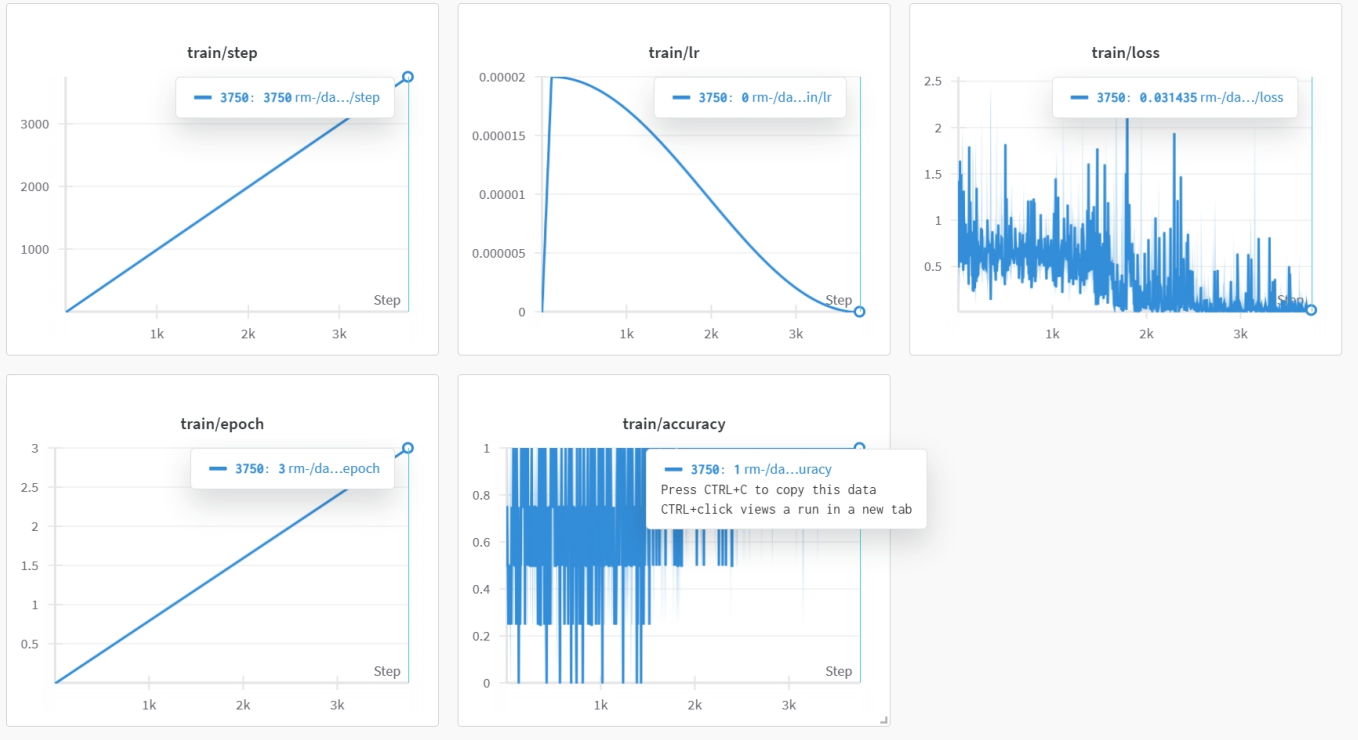 train/step
3750: 3750 rm-/da.../step
3000
2000
1000
Step
1k
2k
3k
train/lr
3750: 0 rm-/da...in/lr
0.00002
0.000015
0.00001
0.000005
0
Step
1k
2k
3k
train/loss
3750: 0.031435 rm-/da.../loss
2.5
2
1.5
1
0.5
Step
1k
2k
3k
train/epoch
3750: 3 rm-/da...epoch
3
2.5
2
1.5
1
0.5
Step
1k
2k
3k
train/accuracy
3750: 1 rm-/da...uracy
Press CTRL+C to copy this data
CTRL+click views a run in a new tab
1
0.8
0.6
0.4
0.2
0
Step
1k
2k
3k